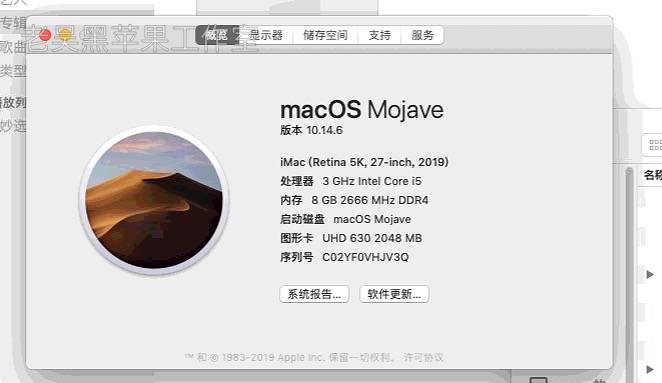 艺人
专辑
歌曲
类型
播放列
妙选
老吴黑苹果工作室
概览 显示器 储存空间 支持 服务
macOS Mojave
版本 10.14.6
iMac (Retina 5K, 27-inch, 2019)
处理器 3 GHz Intel Core i5
内存 8 GB 2666 MHz DDR4
启动磁盘 macOS Mojave
图形卡 UHD 630 2048 MB
序列号 C02YF0VHJV3Q
系统报告... 软件更新...
™ 和 © 1983-2019 Apple Inc. 保留一切权利。 许可协议
名称